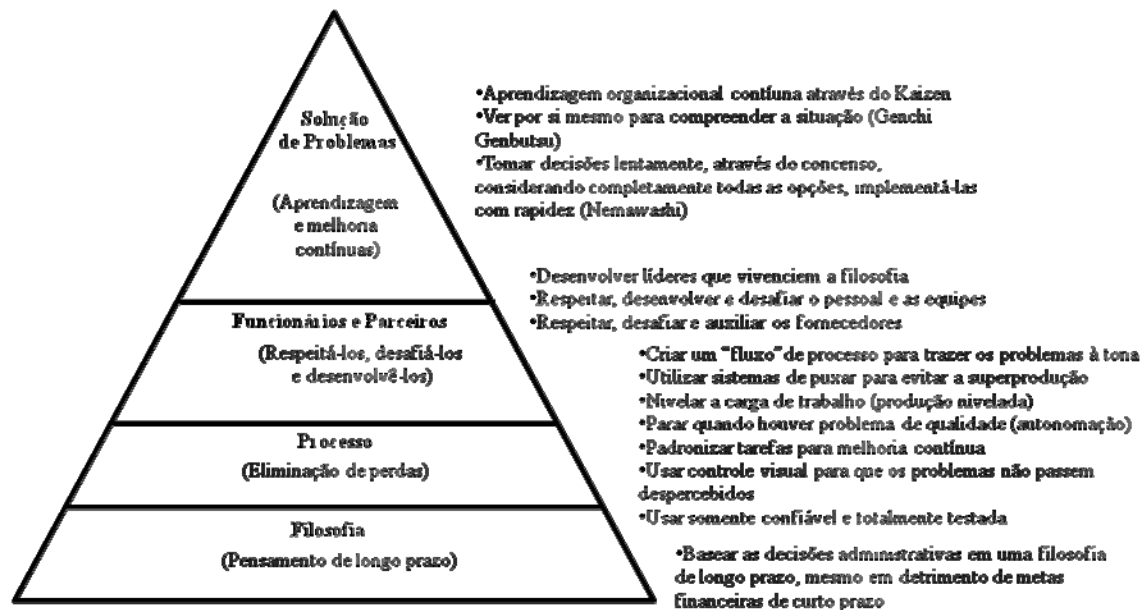 Solução
de Problemas
(Aprendizagem
e melhoria
contínuas)
•Aprendizagem organizacional contíuna através do Kaizen
•Ver por si mesmo para compreender a situação (Genchi
Genbutsu)
•Tomar decisões lentamente, através do concenso,
considerando completamente todas as opções, implementá-las
com rapidez (Nemawashi)
Funcionários e Parceiros
(Respeitá-los, desafiá-los
e desenvolvê-los)
•Desenvolver líderes que vivenciem a filosofia
•Respeitar, desenvolver e desafiar o pessoal e as equipes
•Respeitar, desafiar e auxiliar os fornecedores
Processo
(Eliminação de perdas)
•Criar um "fluxo" de processo para trazer os problemas à tona
•Utilizar sistemas de puxar para evitar a superprodução
•Nivelar a carga de trabalho (produção nivelada)
•Parar quando houver problema de qualidade (autonomação)
•Padronizar tarefas para melhoria contínua
•Usar controle visual para que os problemas não passem
despercebidos
•Usar somente confiável e totalmente testada
Filosofia
(Pensamento de longo prazo)
•Basear as decisões administrativas em uma filosofia
de longo prazo, mesmo em detrimento de metas
financeiras de curto prazo